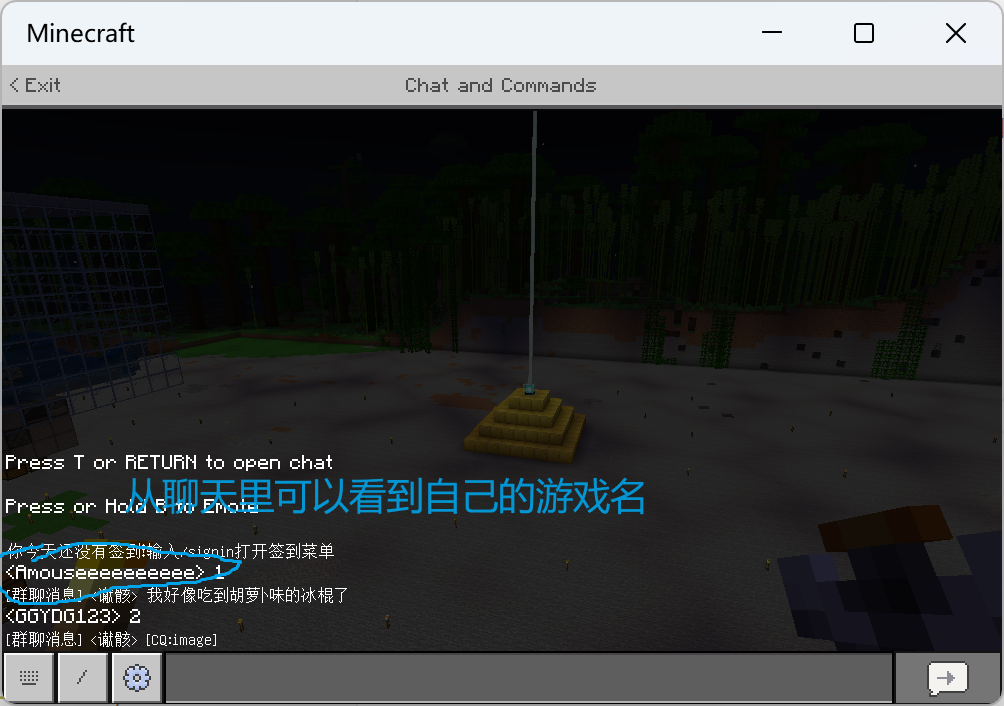 Minecraft
< Exit
Chat and Commands
Press T or RETURN to open chat
从聊天里可以看到自己的游戏名
Press or Hold B to Emote
你今天还没有签到!输入/signin打开签到菜单
<Amouseeeeeeeeeee> 1
[群聊消息] <谢骸> 我好像吃到胡萝卜味的冰棍了
<GGYDG123> 2
[群聊消息] <谢骸> [CQ:image]
/